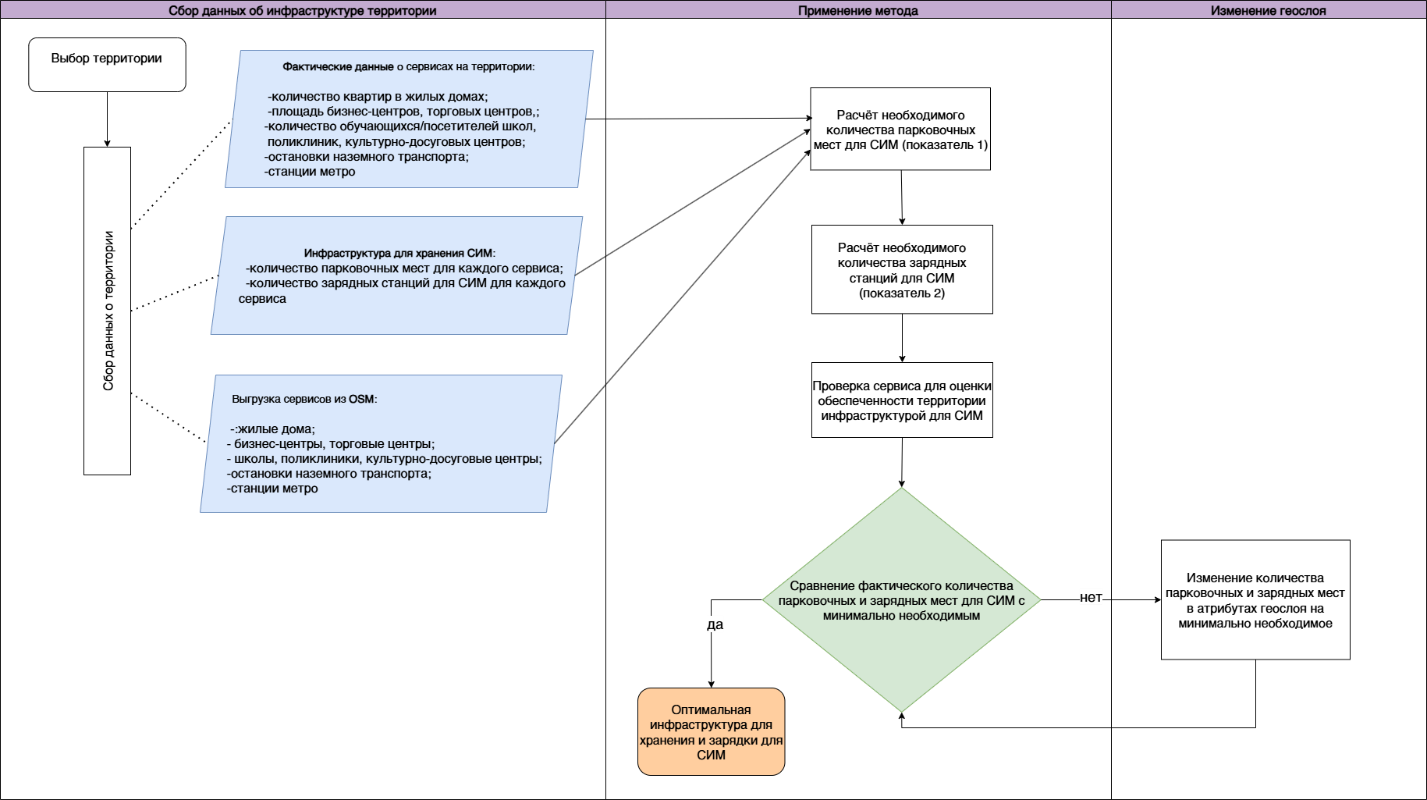 Сбор данных об инфраструктуре территории
Применение метода
Изменение геослоя
Выбор территории
Сбор данных о территории
Фактические данные о сервисах на территории:
-количество квартир в жилых домах;
-площадь бизнес-центров, торговых центров,;
-количество обучающихся/посетителей школ,
поликлиник, культурно-досуговых центров;
-остановки наземного транспорта;
-станции метро
Инфраструктура для хранения СИМ:
-количество парковочных мест для каждого сервиса;
-количество зарядных станций для СИМ для каждого
сервиса
Выгрузка сервисов из OSM:
-:жилые дома;
- бизнес-центры, торговые центры;
- школы, поликлиники, культурно-досуговые центры;
-остановки наземного транспорта;
-станции метро
Расчёт необходимого
количества парковочных
мест для СИМ (показатель 1)
Расчёт необходимого
количества зарядных
станций для СИМ
(показатель 2)
Проверка сервиса для оценки
обеспеченности территории
инфраструктурой для СИМ
Сравнение фактического количества
парковочных и зарядных мест для СИМ с
минимально необходимым
да
нет
Оптимальная
инфраструктура для
хранения и зарядки для
СИМ
Изменение количества
парковочных и зарядных мест
в атрибутах геослоя на
минимально необходимое